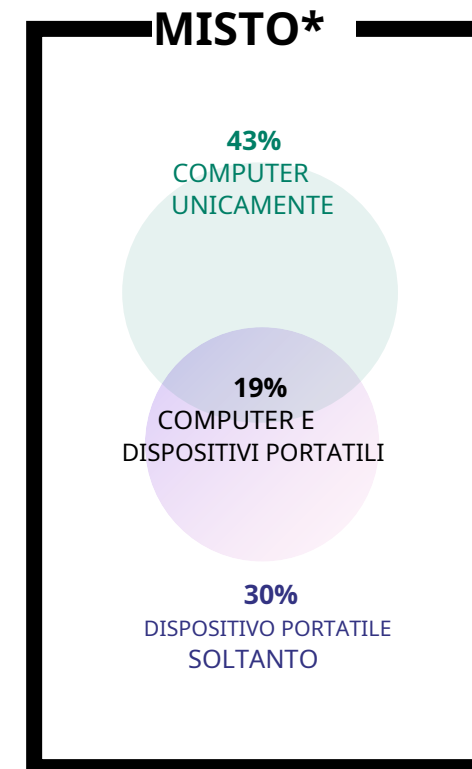 MISTO*
43%
COMPUTER
UNICAMENTE
19%
COMPUTER E
DISPOSITIVI PORTATILI
30%
DISPOSITIVO PORTATILE
SOLTANTO